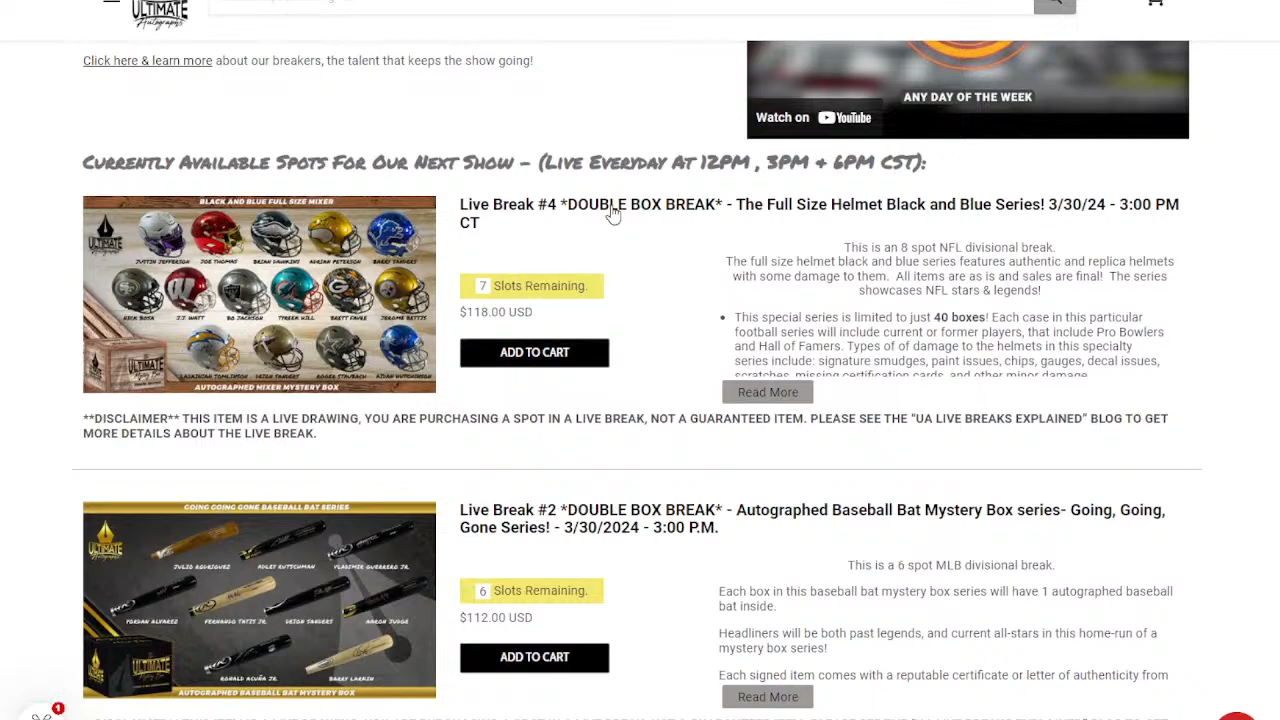 ULTIMATE
Autographs
Click here & learn more about our breakers, the talent that keeps the show going!
ANY DAY OF THE WEEK
Watch on YouTube
Currently Available Spots For Our Next Show - (Live Everyday At 12PM , 3PM & 6PM CST):
BLACK AND BLUE FULL SIZE MIXER
ULTIMATE
JUSTIN JEFFERSON JOE THOMAS BRIAN DAWKINS ADRIAN PETERSON BARRY SANDERS
NICK BOSA J.J. WATT BO JACKSON TYREEK HILL BRETT FAVRE JEROME BETTIS
LADAINIAN TOMLINSON DEION SANDERS ROGER STAUBACH AIDAN HUTCHINSON
AUTOGRAPHED MIXER MYSTERY BOX
Live Break #4 *DOUBLE BOX BREAK* - The Full Size Helmet Black and Blue Series! 3/30/24 - 3:00 PM
CT
7 Slots Remaining.
$118.00 USD
ADD TO CART
This is an 8 spot NFL divisional break.
The full size helmet black and blue series features authentic and replica helmets
with some damage to them. All items are as is and sales are final! The series
showcases NFL stars & legends!
• This special series is limited to just 40 boxes! Each case in this particular
football series will include current or former players, that include Pro Bowlers
and Hall of Famers. Types of of damage to the helmets in this specialty
series include: signature smudges, paint issues, chips, gauges, decal issues,
scratches, missing certification cards, and other minor damage.
Read More
**DISCLAIMER** THIS ITEM IS A LIVE DRAWING, YOU ARE PURCHASING A SPOT IN A LIVE BREAK, NOT A GUARANTEED ITEM. PLEASE SEE THE "UA LIVE BREAKS EXPLAINED" BLOG TO GET
MORE DETAILS ABOUT THE LIVE BREAK.
GOING GOING GONE BASEBALL BAT SERIES
ULTIMATE
JULIO RODRIGUEZ ADLEY RUTSCHMAN VLADIMIR GUERRERO JR.
YORDAN ALVAREZ FERNANDO TATIS JR. DEION SANDERS AARON JUDGE
RONALD ACUÑA JR. BARRY LARKIN
AUTOGRAPHED BASEBALL BAT MYSTERY BOX
Live Break #2 *DOUBLE BOX BREAK* - Autographed Baseball Bat Mystery Box series- Going, Going,
Gone Series! - 3/30/2024 - 3:00 P.M.
6 Slots Remaining.
$112.00 USD
ADD TO CART
This is a 6 spot MLB divisional break.
Each box in this baseball bat mystery box series will have 1 autographed baseball
bat inside.
Headliners will be both past legends, and current all-stars in this home-run of a
mystery box series!
Each signed item comes with a reputable certificate or letter of authenticity from
Read More
1